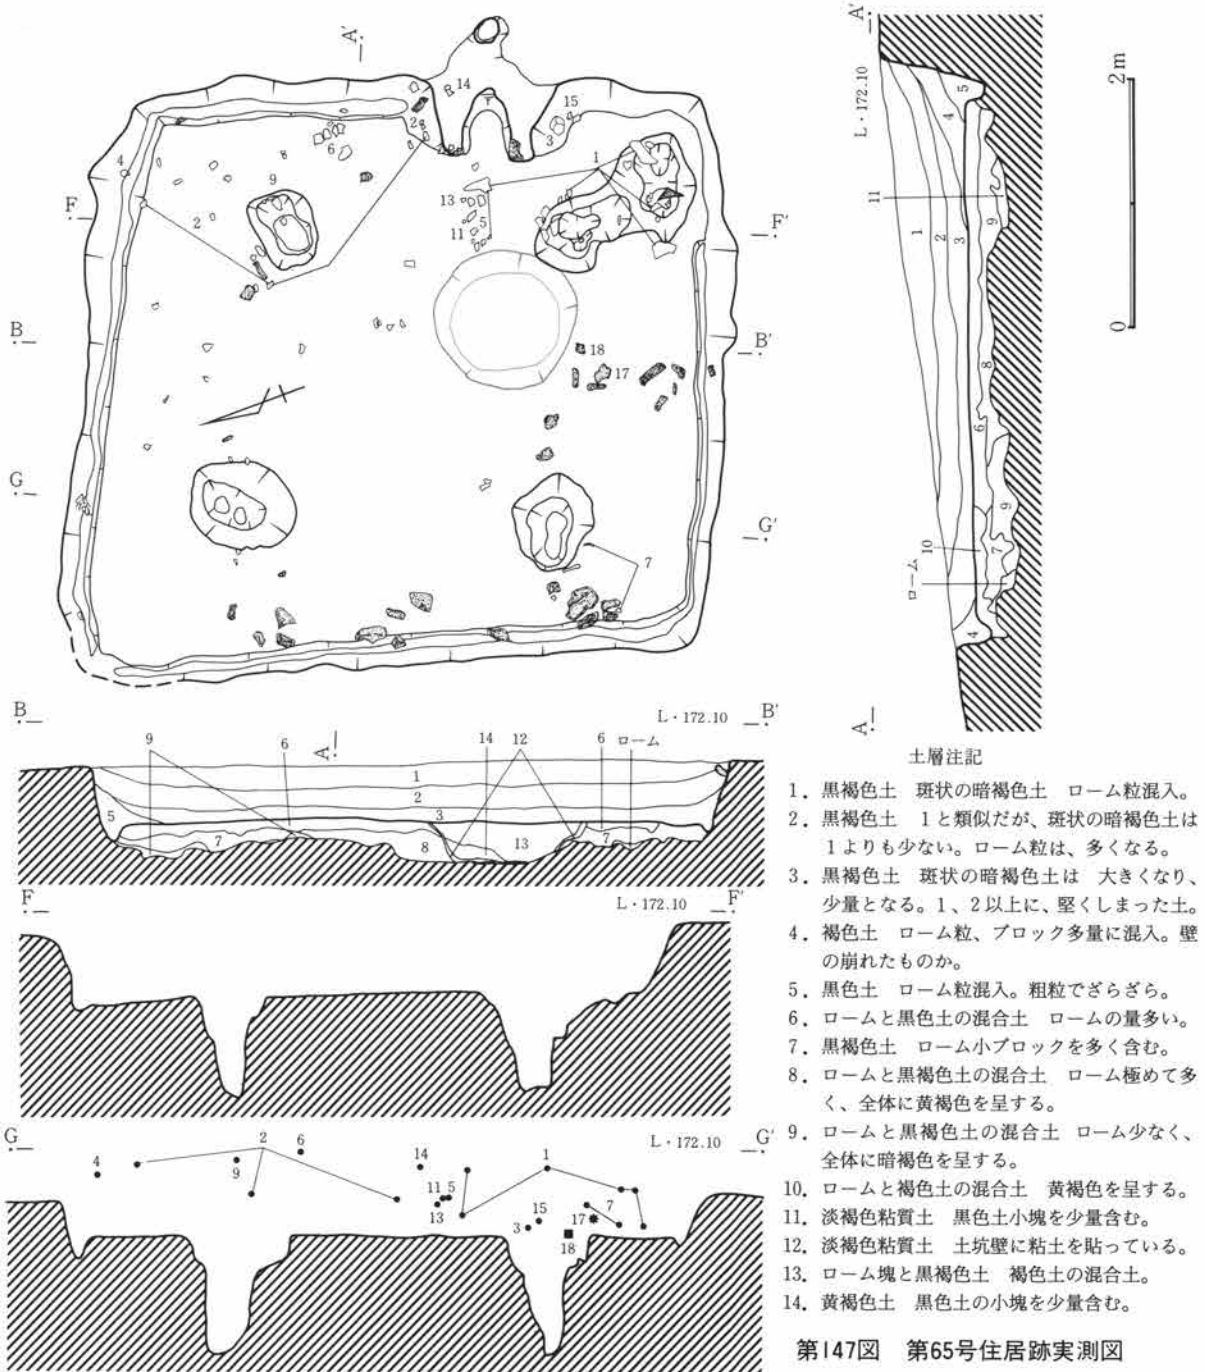 A′
14
15
2
3
4
6
8
1
9
F
F′
2
13
5
11
B
B′
18
17
G
G′
7
A′
L・172.10
5
4
11
1
2
3
9
8
6
9
10
7
ローム
4
A
2m
0
B
L・172.10
B′
9
6
A
14
12
6
ローム
1
2
5
3
7
8
13
7
F
L・172.10
F′
G
L・172.10
G′
2
6
4
9
14
1
11
5
13
15
7
3
17
18
土層注記
1. 黒褐色土 斑状の暗褐色土 ローム粒混入。
2. 黒褐色土 1と類似だが、斑状の暗褐色土は
1よりも少ない。ローム粒は、多くなる。
3. 黒褐色土 斑状の暗褐色土は 大きくなり、
少量となる。1、2以上に、堅くしまった土。
4. 褐色土 ローム粒、ブロック多量に混入。壁
の崩れたものか。
5. 黒色土 ローム粒混入。粗粒でざらざら。
6. ロームと黒色土の混合土 ロームの量多い。
7. 黒褐色土 ローム小ブロックを多く含む。
8. ロームと黒褐色土の混合土 ローム極めて多
く、全体に黄褐色を呈する。
9. ロームと黒褐色土の混合土 ローム少なく、
全体に暗褐色を呈する。
10. ロームと褐色土の混合土 黄褐色を呈する。
11. 淡褐色粘質土 黒色土小塊を少量含む。
12. 淡褐色粘質土 土坑壁に粘土を貼っている。
13. ローム塊と黒褐色土 褐色土の混合土。
14. 黄褐色土 黒色土の小塊を少量含む。
第147図 第65号住居跡実測図